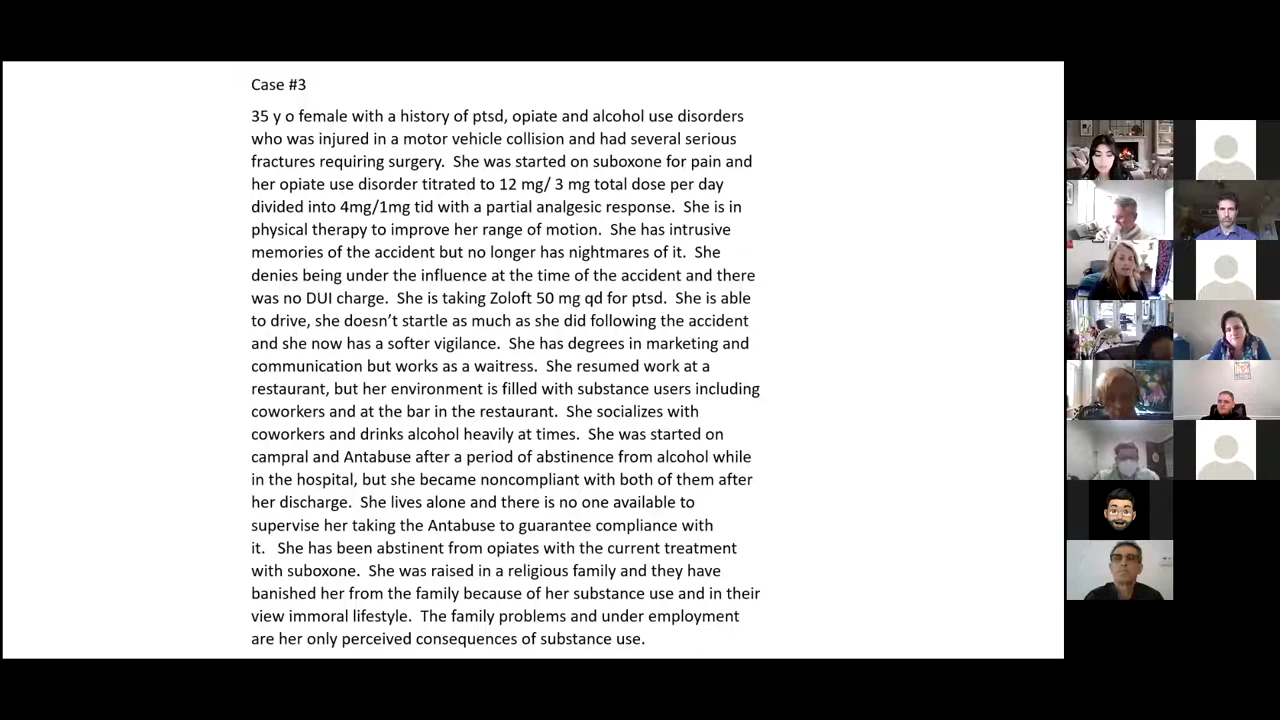 Case #3
35 y o female with a history of ptsd, opiate and alcohol use disorders
who was injured in a motor vehicle collision and had several serious
fractures requiring surgery.  She was started on suboxone for pain and
her opiate use disorder titrated to 12 mg/ 3 mg total dose per day
divided into 4mg/1mg tid with a partial analgesic response.  She is in
physical therapy to improve her range of motion.  She has intrusive
memories of the accident but no longer has nightmares of it.  She
denies being under the influence at the time of the accident and there
was no DUI charge.  She is taking Zoloft 50 mg qd for ptsd.  She is able
to drive, she doesn’t startle as much as she did following the accident
and she now has a softer vigilance.  She has degrees in marketing and
communication but works as a waitress.  She resumed work at a
restaurant, but her environment is filled with substance users including
coworkers and at the bar in the restaurant.  She socializes with
coworkers and drinks alcohol heavily at times.  She was started on
campral and Antabuse after a period of abstinence from alcohol while
in the hospital, but she became noncompliant with both of them after
her discharge.  She lives alone and there is no one available to
supervise her taking the Antabuse to guarantee compliance with
it.   She has been abstinent from opiates with the current treatment
with suboxone.  She was raised in a religious family and they have
banished her from the family because of her substance use and in their
view immoral lifestyle.  The family problems and under employment
are her only perceived consequences of substance use.